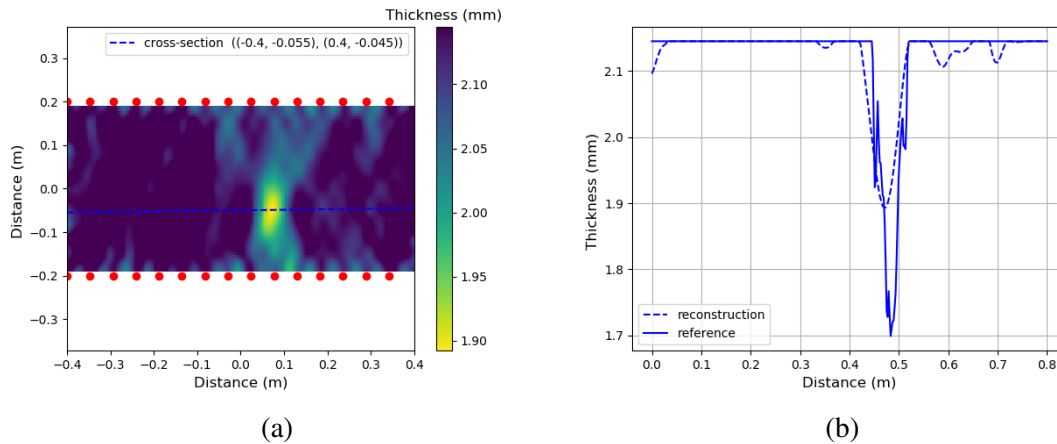 Thickness (mm)
cross-section ((-0.4, -0.055), (0.4, -0.045))
0.3
0.2
0.1
0.0
−0.1
−0.2
−0.3
Distance (m)
−0.4 −0.3 −0.2 −0.1 0.0 0.1 0.2 0.3 0.4
Distance (m)
2.10
2.05
2.00
1.95
1.90
(a)
Thickness (mm)
2.1
2.0
1.9
1.8
1.7
reconstruction
reference
0.0 0.1 0.2 0.3 0.4 0.5 0.6 0.7 0.8
Distance (m)
(b)